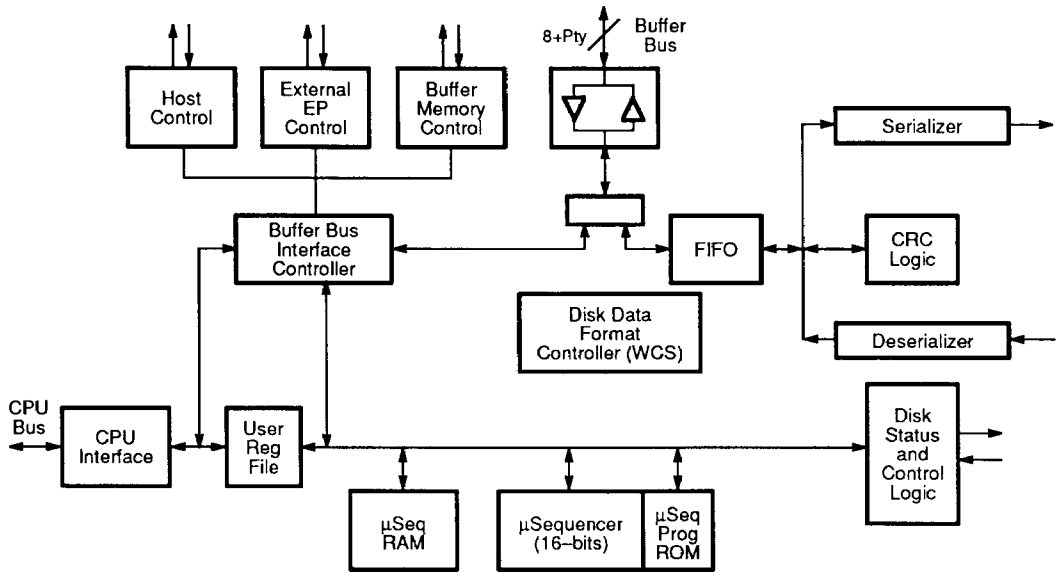 8+Pty
Buffer
Bus
Host
Control
External
EP
Control
Buffer
Memory
Control
Serializer
Buffer Bus
Interface
Controller
FIFO
CRC
Logic
Disk Data
Format
Controller (WCS)
Deserializer
CPU
Bus
CPU
Interface
User
Reg
File
Disk
Status
and
Control
Logic
µSeq
RAM
µSequencer
(16–bits)
µSeq
Prog
ROM